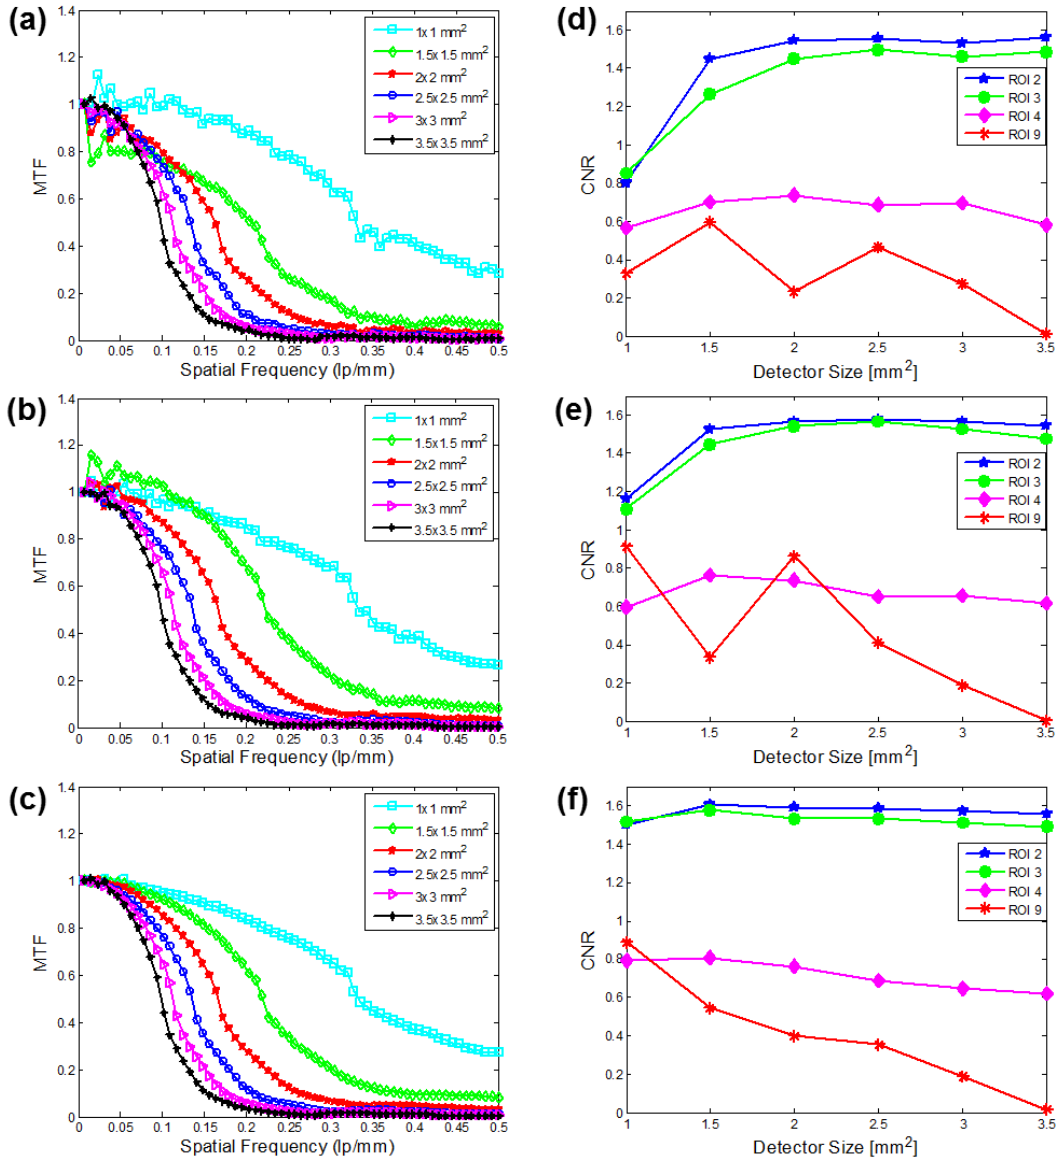 (a)
1.4
1.2
1
0.8
0.6
0.4
0.2
0
MTF
1x1 mm²
1.5x1.5 mm²
2x2 mm²
2.5x2.5 mm²
3x3 mm²
3.5x3.5 mm²
0 0.05 0.1 0.15 0.2 0.25 0.3 0.35 0.4 0.45 0.5
Spatial Frequency (lp/mm)
(d)
1.6
1.4
1.2
1
0.8
0.6
0.4
0.2
0
CNR
ROI 2
ROI 3
ROI 4
ROI 9
1 1.5 2 2.5 3 3.5
Detector Size [mm²]
(b)
1.4
1.2
1
0.8
0.6
0.4
0.2
0
MTF
1x1 mm²
1.5x1.5 mm²
2x2 mm²
2.5x2.5 mm²
3x3 mm²
3.5x3.5 mm²
0 0.05 0.1 0.15 0.2 0.25 0.3 0.35 0.4 0.45 0.5
Spatial Frequency (lp/mm)
(e)
1.6
1.4
1.2
1
0.8
0.6
0.4
0.2
0
CNR
ROI 2
ROI 3
ROI 4
ROI 9
1 1.5 2 2.5 3 3.5
Detector Size [mm²]
(c)
1.4
1.2
1
0.8
0.6
0.4
0.2
0
MTF
1x1 mm²
1.5x1.5 mm²
2x2 mm²
2.5x2.5 mm²
3x3 mm²
3.5x3.5 mm²
0 0.05 0.1 0.15 0.2 0.25 0.3 0.35 0.4 0.45 0.5
Spatial Frequency (lp/mm)
(f)
1.6
1.4
1.2
1
0.8
0.6
0.4
0.2
0
CNR
ROI 2
ROI 3
ROI 4
ROI 9
1 1.5 2 2.5 3 3.5
Detector Size [mm²]